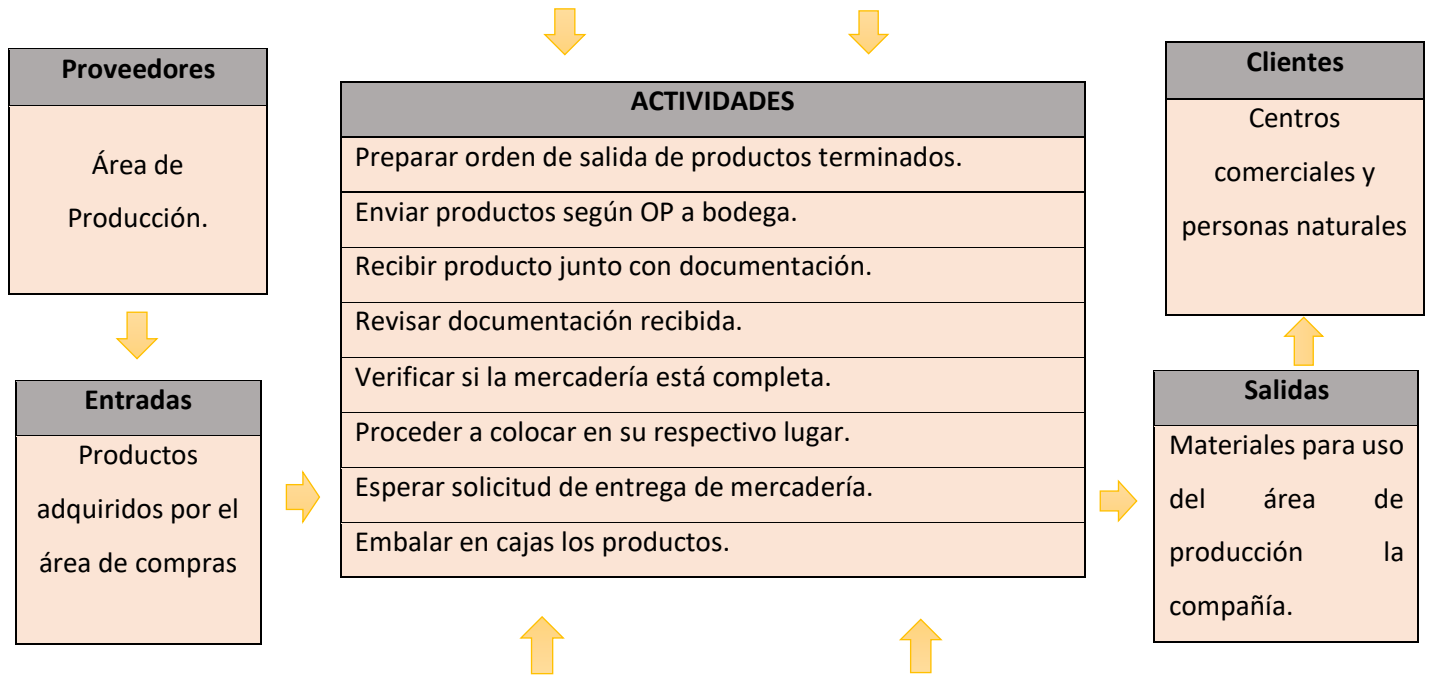 Proveedores
Área de
Producción.
Entradas
Productos
adquiridos por el
área de compras
ACTIVIDADES
Preparar orden de salida de productos terminados.
Enviar productos según OP a bodega.
Recibir producto junto con documentación.
Revisar documentación recibida.
Verificar si la mercadería está completa.
Proceder a colocar en su respectivo lugar.
Esperar solicitud de entrega de mercadería.
Embalar en cajas los productos.
Clientes
Centros
comerciales y
personas naturales
Salidas
Materiales para uso
del área de
producción la
compañía.